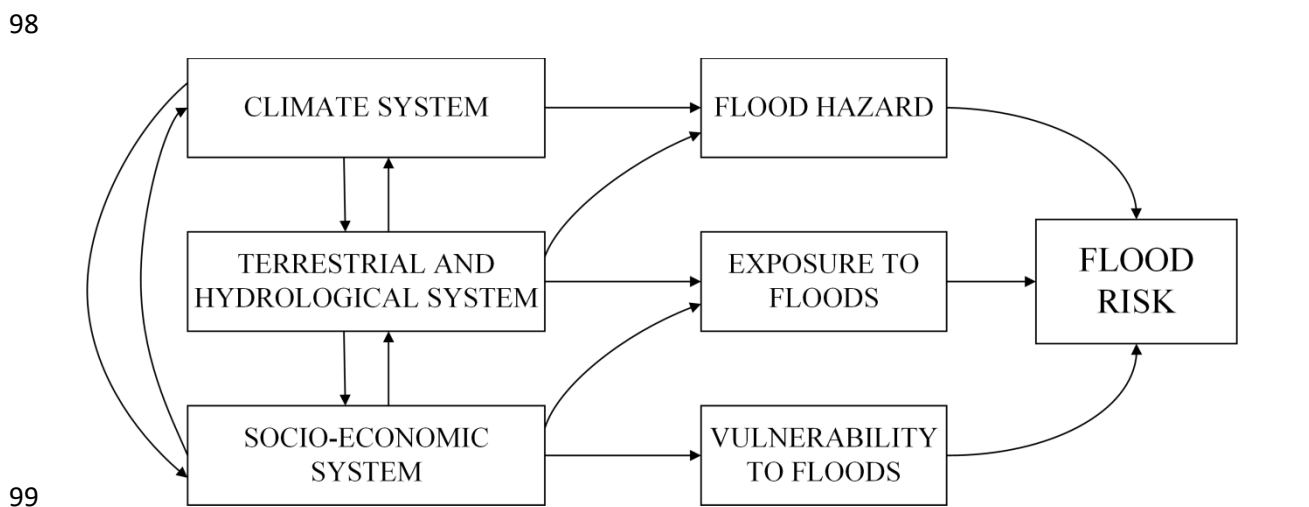 98
CLIMATE SYSTEM
FLOOD HAZARD
TERRESTRIAL AND
HYDROLOGICAL SYSTEM
EXPOSURE TO
FLOODS
FLOOD
RISK
SOCIO-ECONOMIC
SYSTEM
VULNERABILITY
TO FLOODS
99